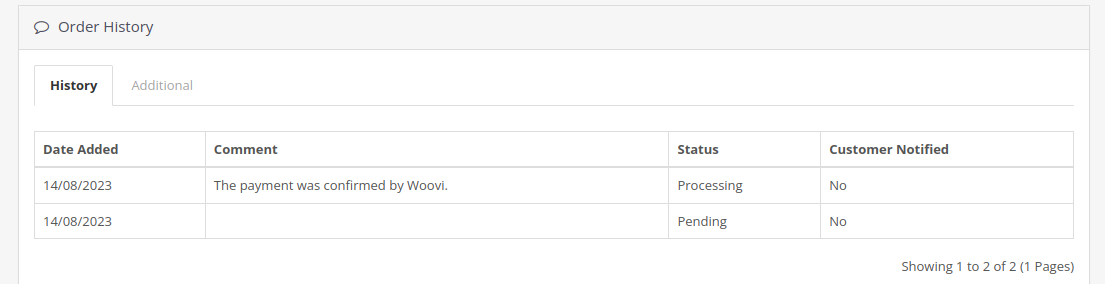 Order History
History Additional
Date Added Comment Status Customer Notified
14/08/2023 The payment was confirmed by Woovi. Processing No
14/08/2023 Pending No
Showing 1 to 2 of 2 (1 Pages)